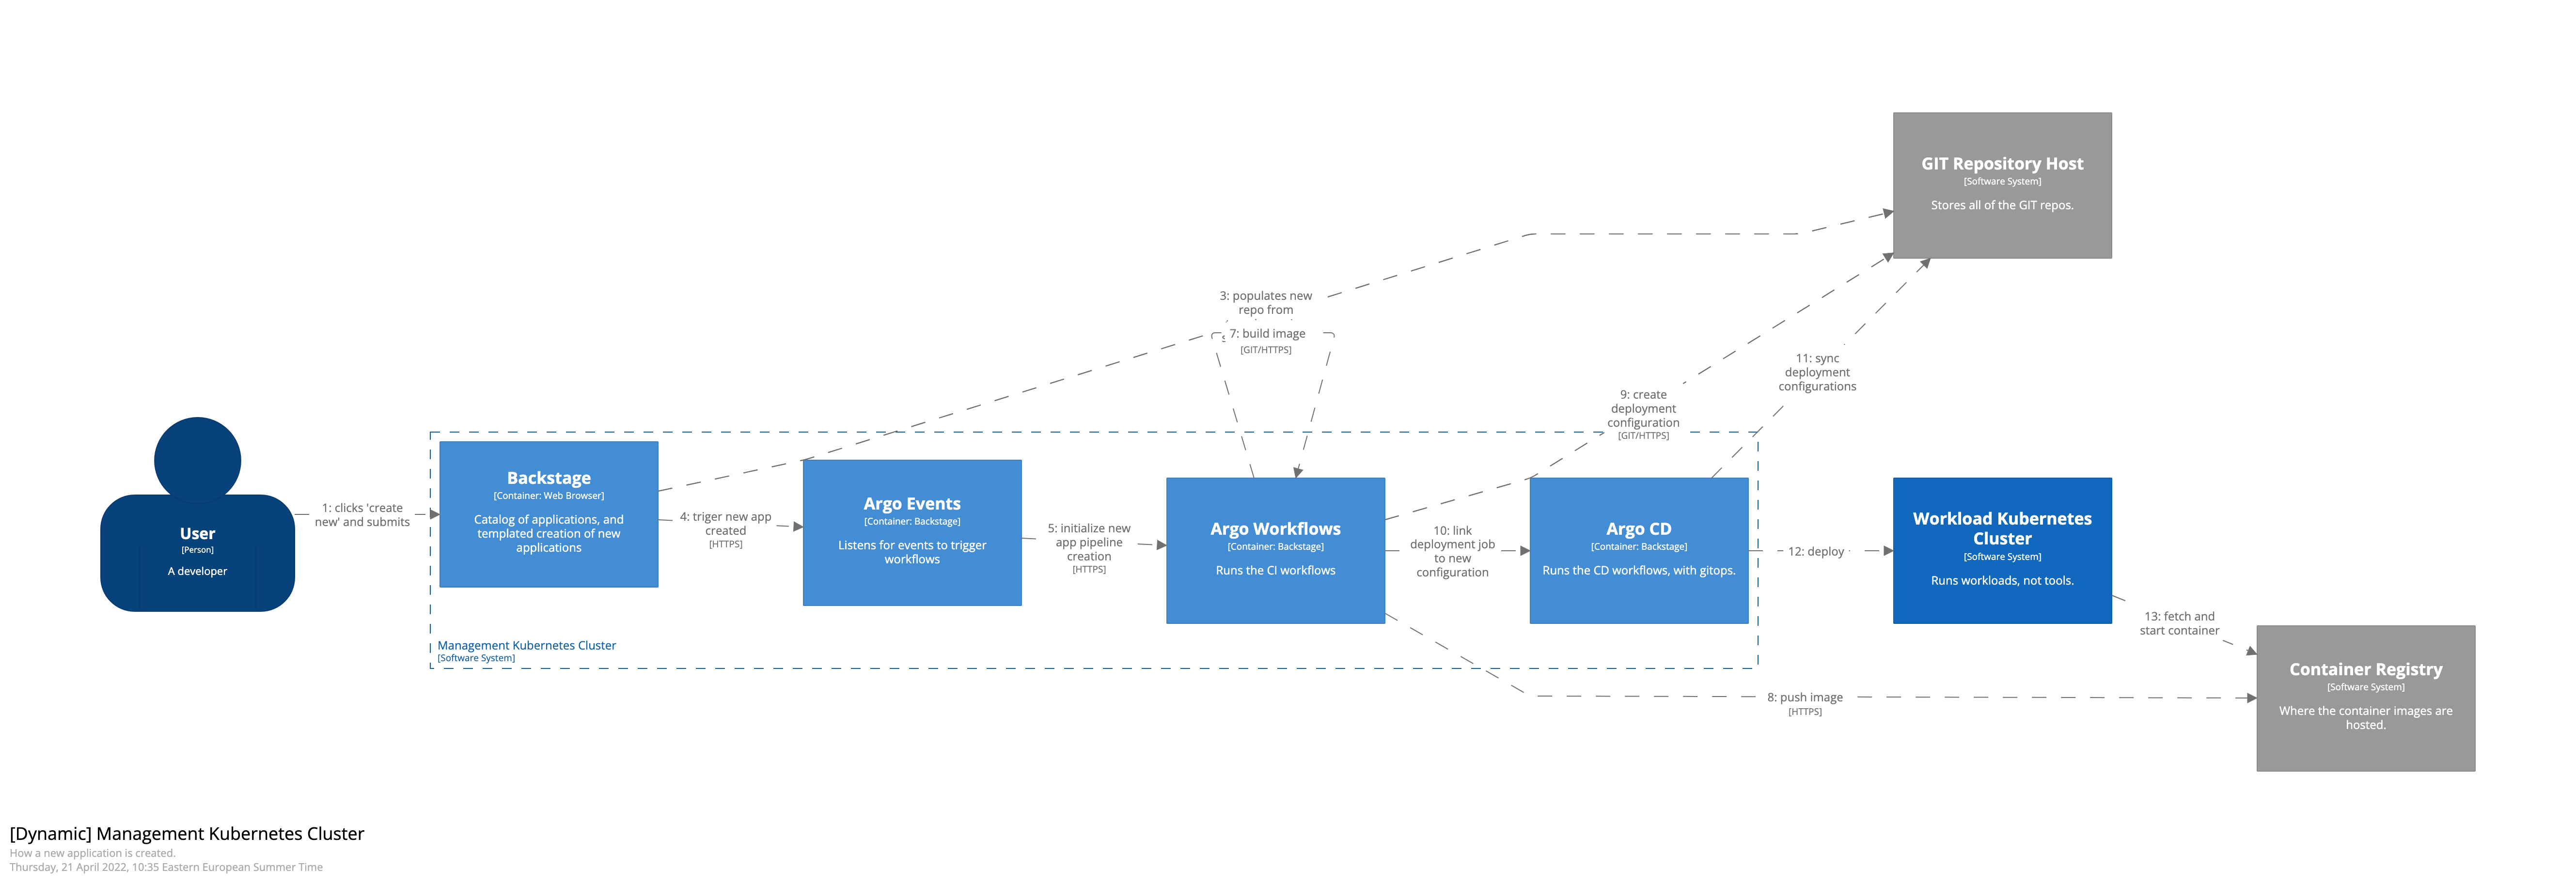 GIT Repository Host
[Software System]
Stores all of the GIT repos.
3: populates new
repo from
7: build image
[GIT/HTTPS]
11: sync
deployment
configurations
9: create
deployment
configuration
[GIT/HTTPS]
User
[Person]
A developer
1: clicks 'create
new' and submits
Backstage
[Container: Web Browser]
Catalog of applications, and
templated creation of new
applications
4: triger new app
created
[HTTPS]
Argo Events
[Container: Backstage]
Listens for events to trigger
workflows
5: initialize new
app pipeline
creation
[HTTPS]
Argo Workflows
[Container: Backstage]
Runs the CI workflows
10: link
deployment job
to new
configuration
Argo CD
[Container: Backstage]
Runs the CD workflows, with gitops.
12: deploy
Workload Kubernetes
Cluster
[Software System]
Runs workloads, not tools.
13: fetch and
start container
Management Kubernetes Cluster
[Software System]
8: push image
[HTTPS]
Container Registry
[Software System]
Where the container images are
hosted.
[Dynamic] Management Kubernetes Cluster
How a new application is created.
Thursday, 21 April 2022, 10:35 Eastern European Summer Time